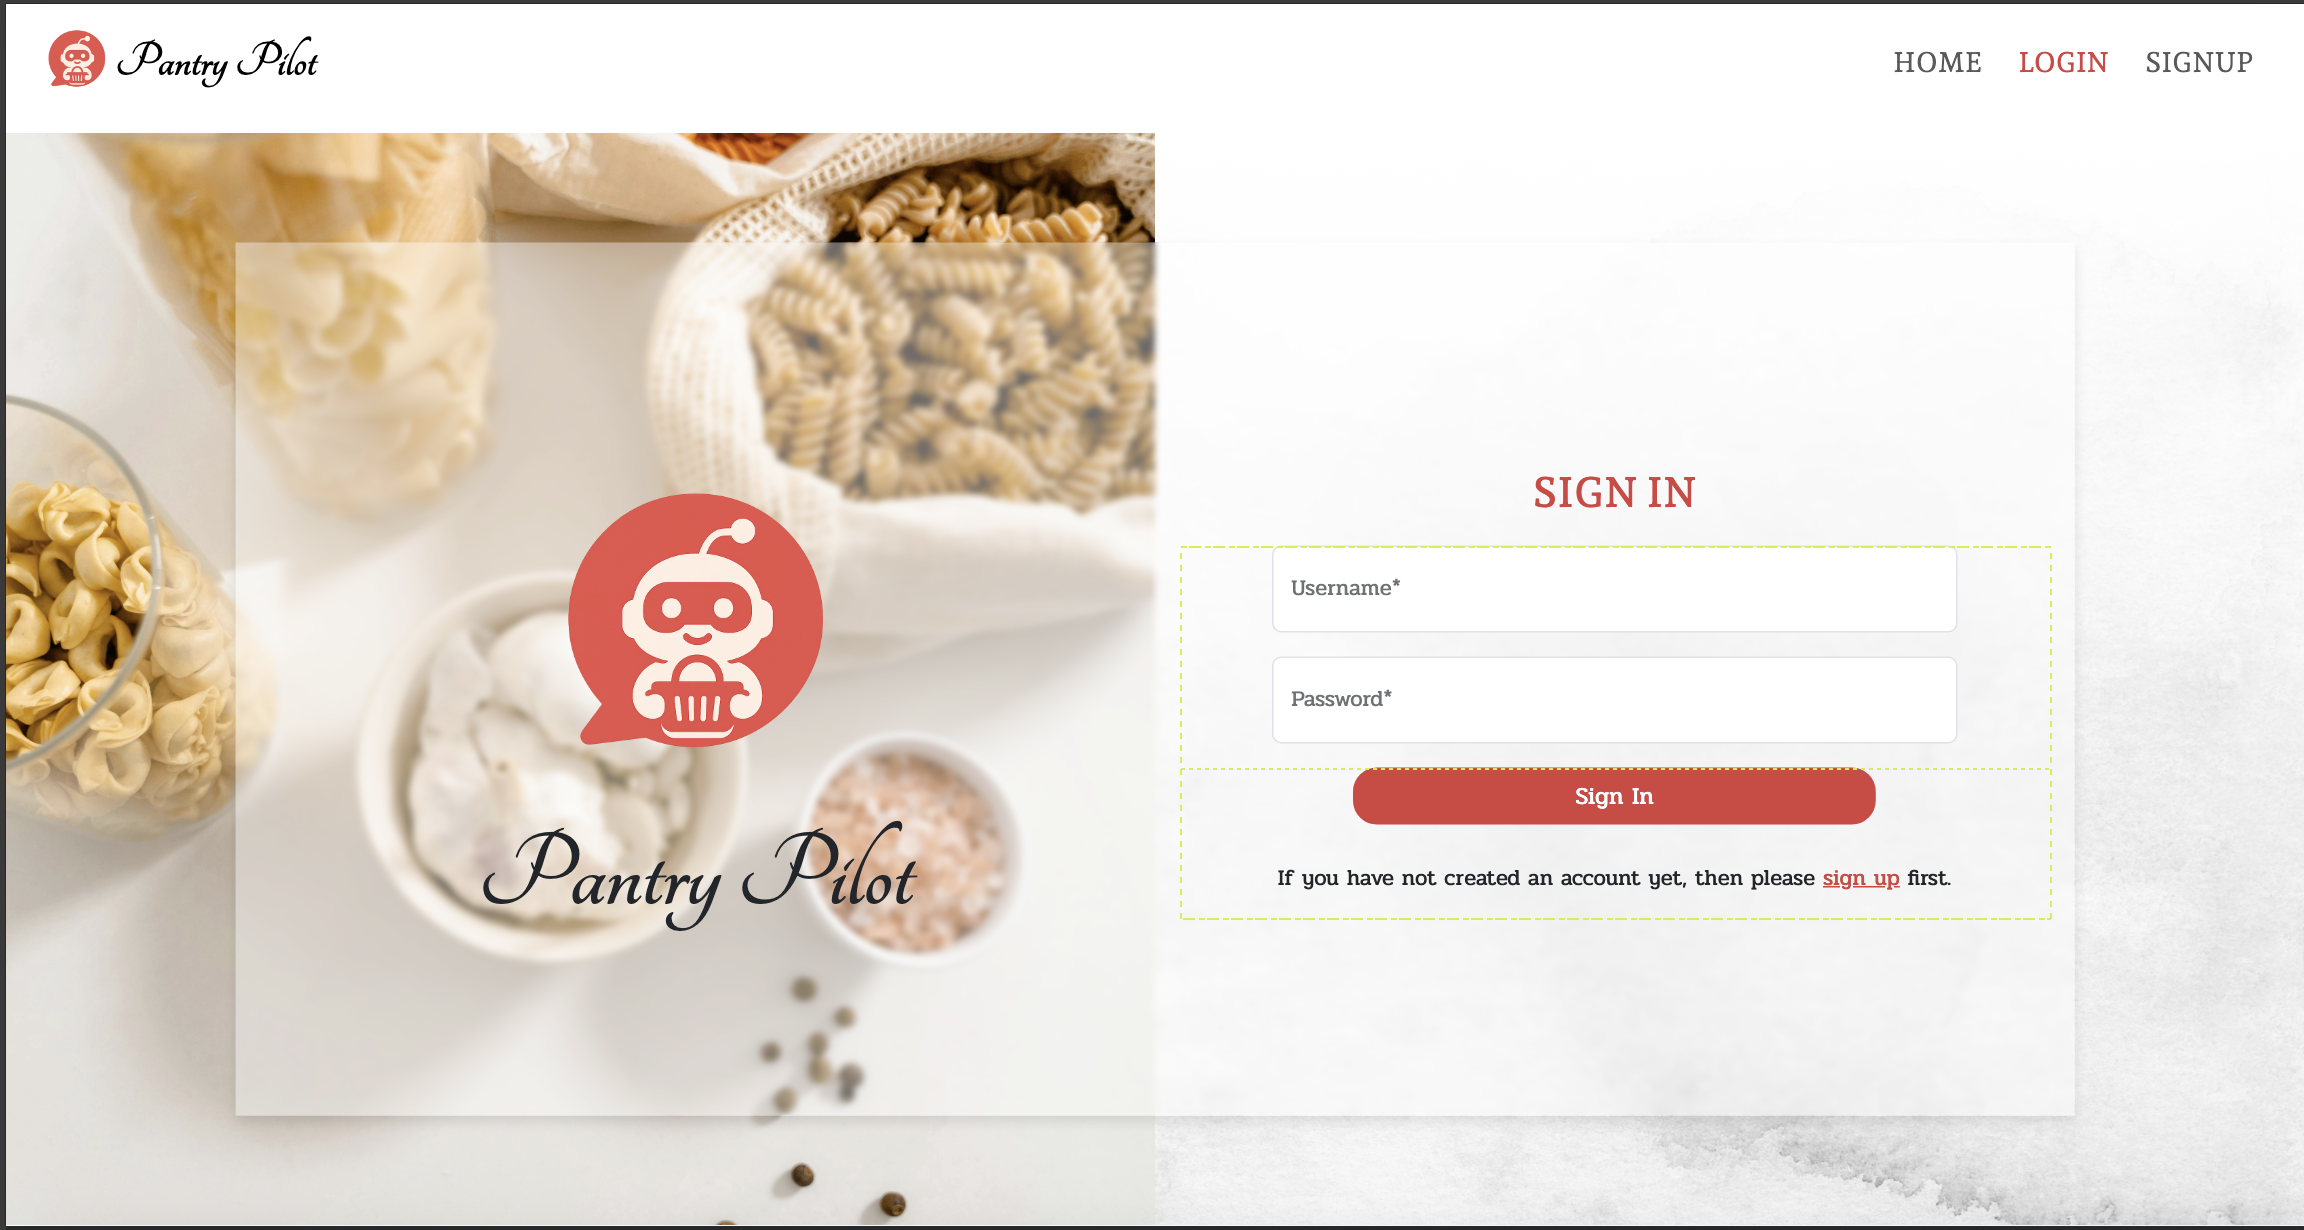 Pantry Pilot
HOME LOGIN SIGNUP
Pantry Pilot
SIGN IN
Username*
Password*
Sign In
If you have not created an account yet, then please sign up first.